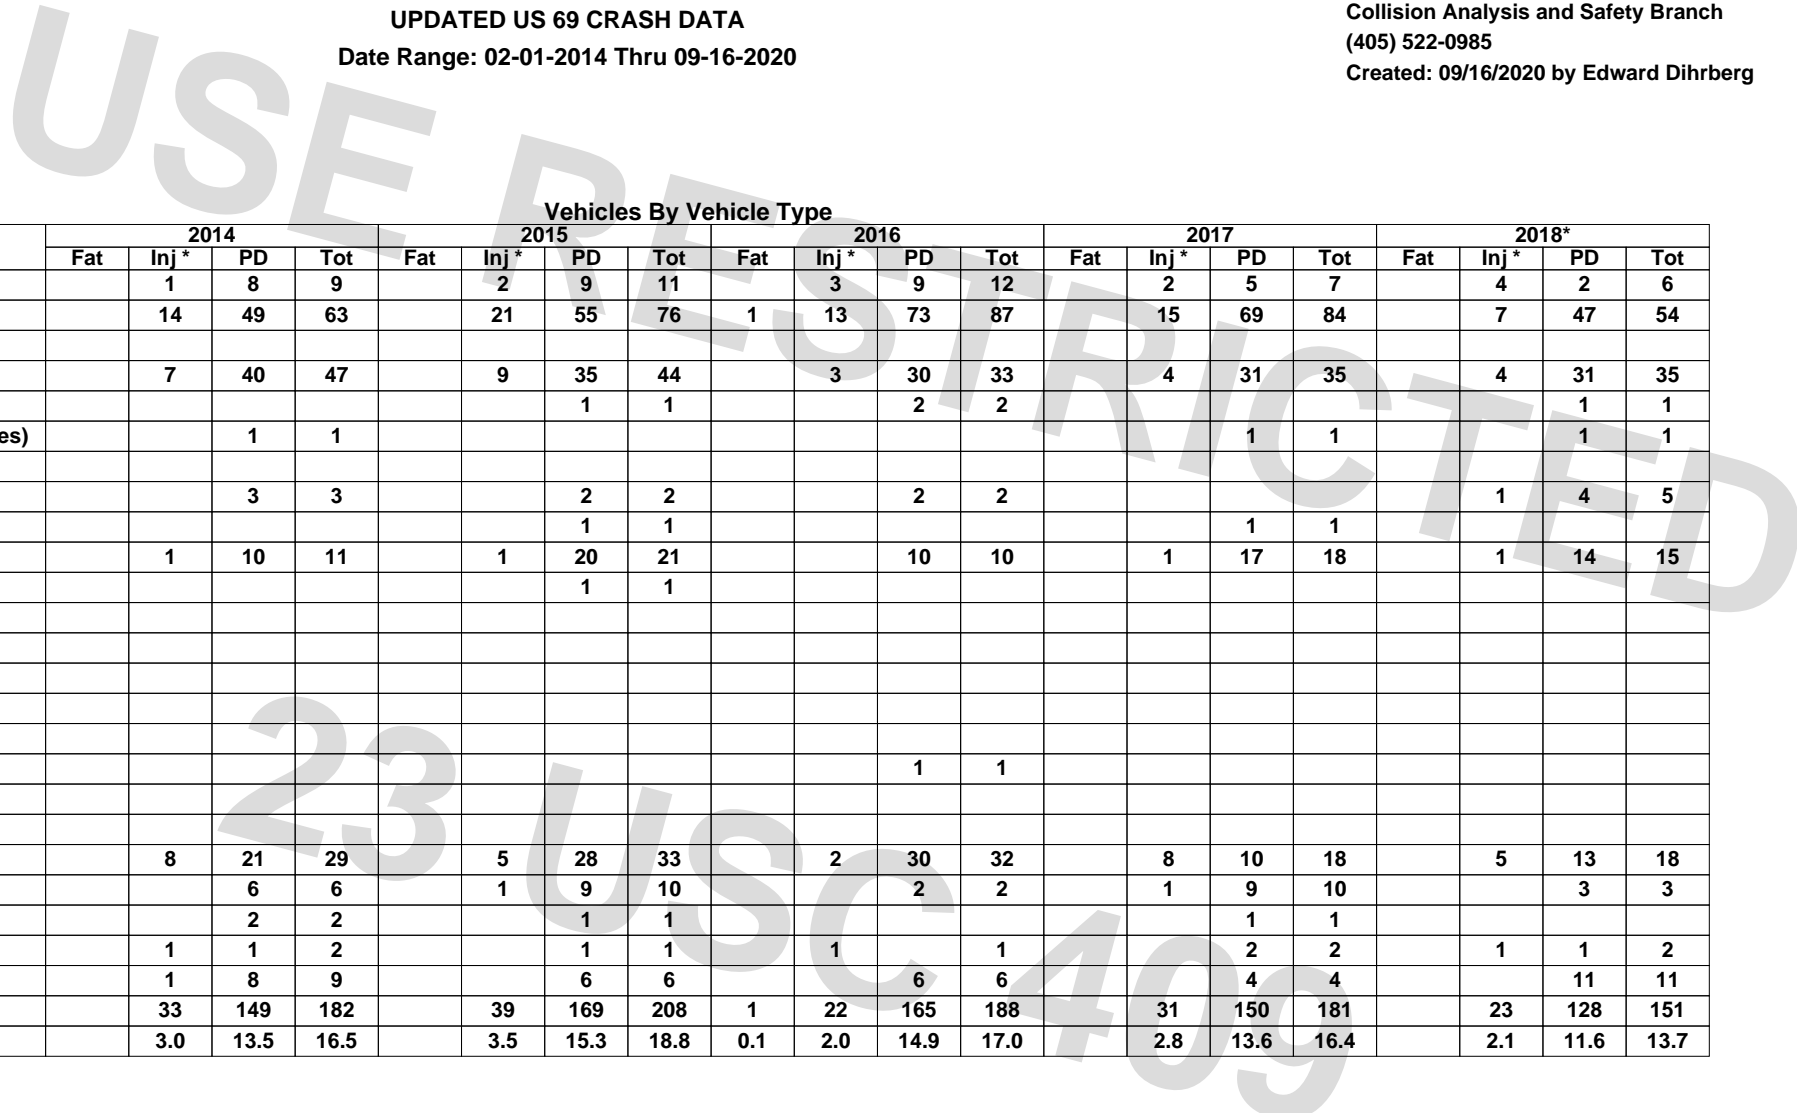 UPDATED US 69 CRASH DATA
Date Range: 02-01-2014 Thru 09-16-2020
Collision Analysis and Safety Branch
(405) 522-0985
Created: 09/16/2020 by Edward Dihrberg
USE RESTRICTED
23 USC 409
Vehicles By Vehicle Type
2014 2015 2016 2017 2018*
Fat Inj * PD Tot Fat Inj * PD Tot Fat Inj * PD Tot Fat Inj * PD Tot Fat Inj * PD Tot
1 8 9 2 9 11 3 9 12 2 5 7 4 2 6
14 49 63 21 55 76 1 13 73 87 15 69 84 7 47 54
7 40 47 9 35 44 3 30 33 4 31 35 4 31 35
1 1 2 2 1 1
es) 1 1 1 1 1 1
3 3 2 2 2 2 1 4 5
1 1 1 1
1 10 11 1 20 21 10 10 1 17 18 1 14 15
1 1
1 1
8 21 29 5 28 33 2 30 32 8 10 18 5 13 18
6 6 1 9 10 2 2 1 9 10 3 3
2 2 1 1 1 1
1 1 2 1 1 1 1 2 2 1 1 2
1 8 9 6 6 6 6 4 4 11 11
33 149 182 39 169 208 1 22 165 188 31 150 181 23 128 151
3.0 13.5 16.5 3.5 15.3 18.8 0.1 2.0 14.9 17.0 2.8 13.6 16.4 2.1 11.6 13.7